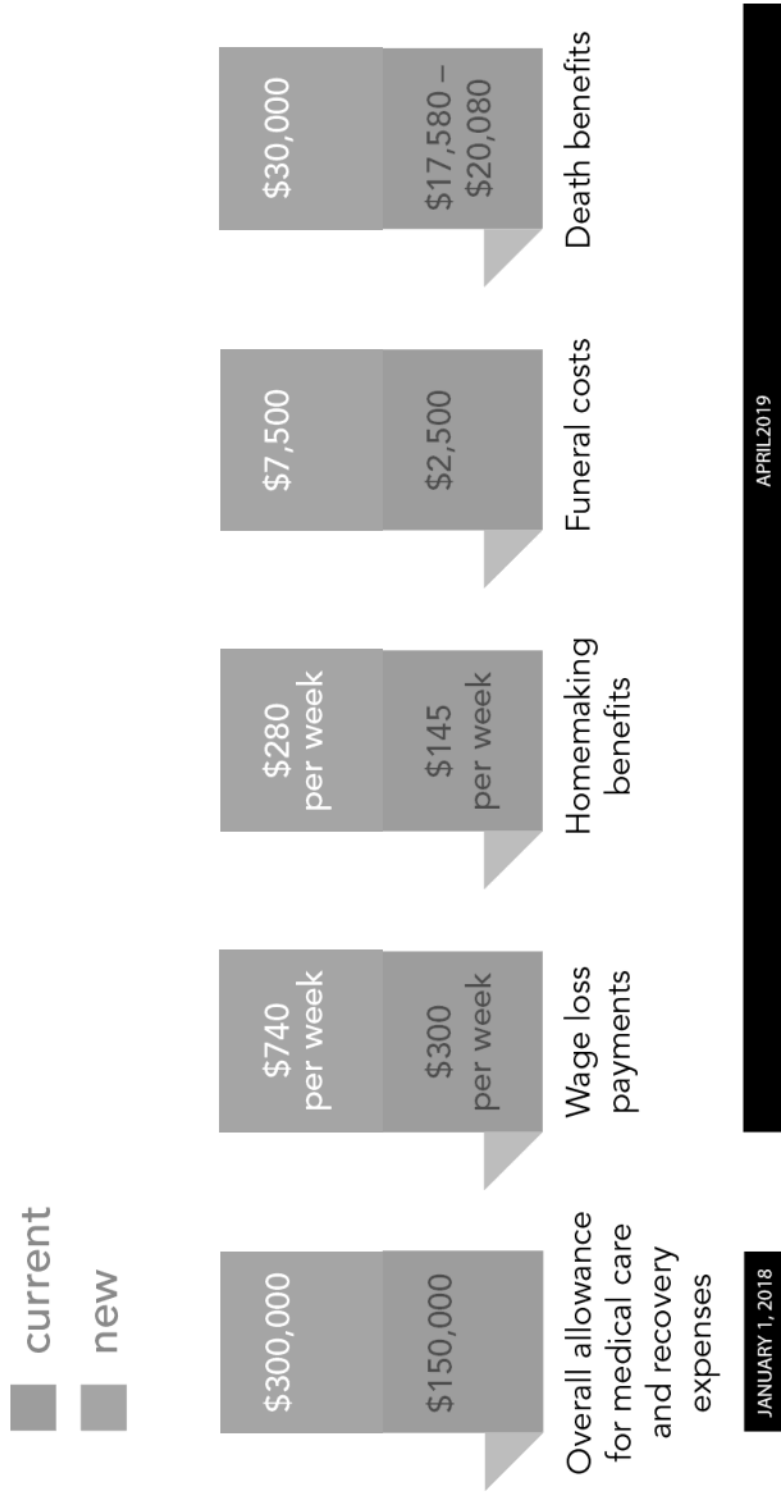 current
new
$300,000
$150,000
Overall allowance
for medical care
and recovery
expenses
$740
per week
$300
per week
Wage loss
payments
$280
per week
$145
per week
Homemaking
benefits
$7,500
$2,500
Funeral costs
$30,000
$17,580 –
$20,080
Death benefits
JANUARY 1, 2018
APRIL2019